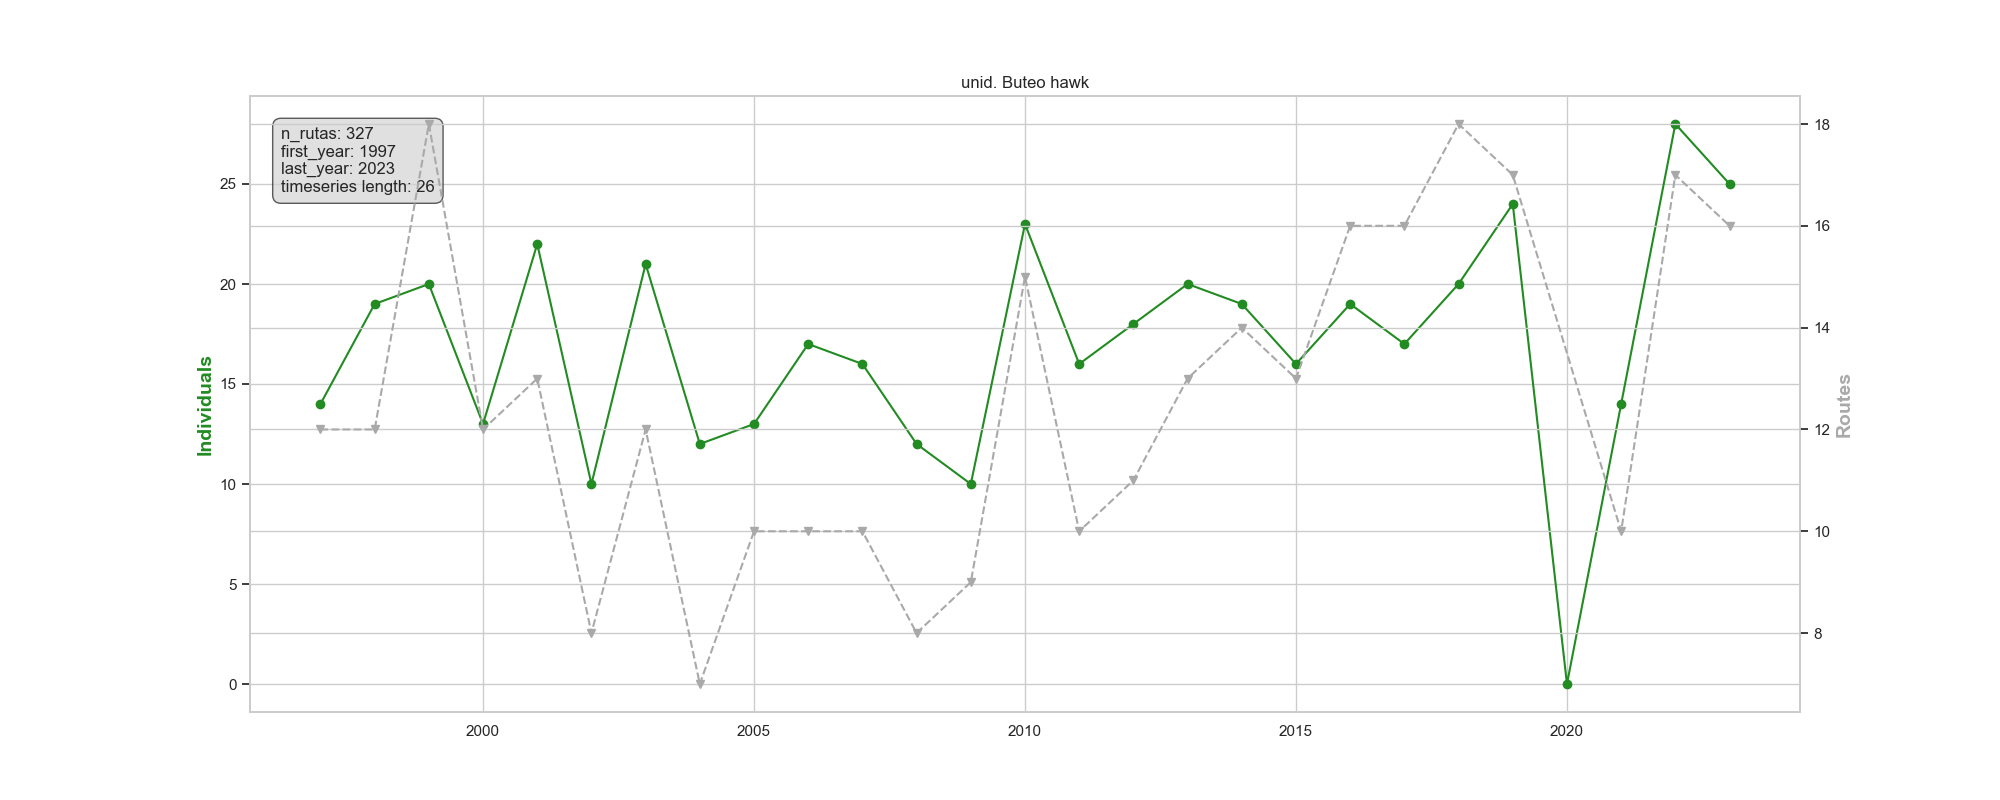 unid. Buteo hawk
n_rutas: 327
first_year: 1997
last_year: 2023
timeseries length: 26
Individuals
25
20
15
10
5
0
Routes
18
16
14
12
10
8
2000
2005
2010
2015
2020